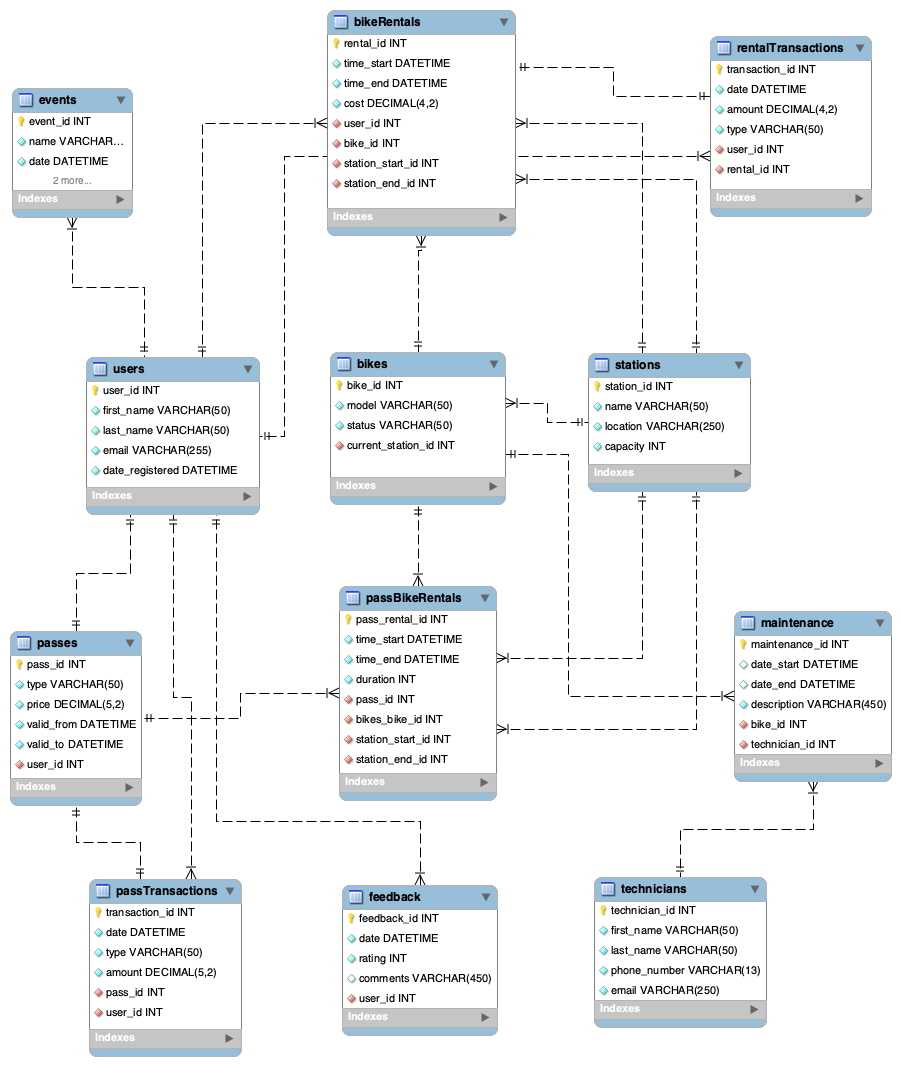 bikeRentals
rental_id INT
time_start DATETIME
time_end DATETIME
cost DECIMAL(4,2)
user_id INT
bike_id INT
station_start_id INT
station_end_id INT
Indexes
rentalTransactions
transaction_id INT
date DATETIME
amount DECIMAL(4,2)
type VARCHAR(50)
user_id INT
rental_id INT
Indexes
events
event_id INT
name VARCHAR...
date DATETIME
2 more...
Indexes
users
user_id INT
first_name VARCHAR(50)
last_name VARCHAR(50)
email VARCHAR(255)
date_registered DATETIME
Indexes
bikes
bike_id INT
model VARCHAR(50)
status VARCHAR(50)
current_station_id INT
Indexes
stations
station_id INT
name VARCHAR(50)
location VARCHAR(250)
capacity INT
Indexes
passes
pass_id INT
type VARCHAR(50)
price DECIMAL(5,2)
valid_from DATETIME
valid_to DATETIME
user_id INT
Indexes
passBikeRentals
pass_rental_id INT
time_start DATETIME
time_end DATETIME
duration INT
pass_id INT
bikes_bike_id INT
station_start_id INT
station_end_id INT
Indexes
maintenance
maintenance_id INT
date_start DATETIME
date_end DATETIME
description VARCHAR(450)
bike_id INT
technician_id INT
Indexes
passTransactions
transaction_id INT
date DATETIME
type VARCHAR(50)
amount DECIMAL(5,2)
pass_id INT
user_id INT
Indexes
feedback
feedback_id INT
date DATETIME
rating INT
comments VARCHAR(450)
user_id INT
Indexes
technicians
technician_id INT
first_name VARCHAR(50)
last_name VARCHAR(50)
phone_number VARCHAR(13)
email VARCHAR(250)
Indexes